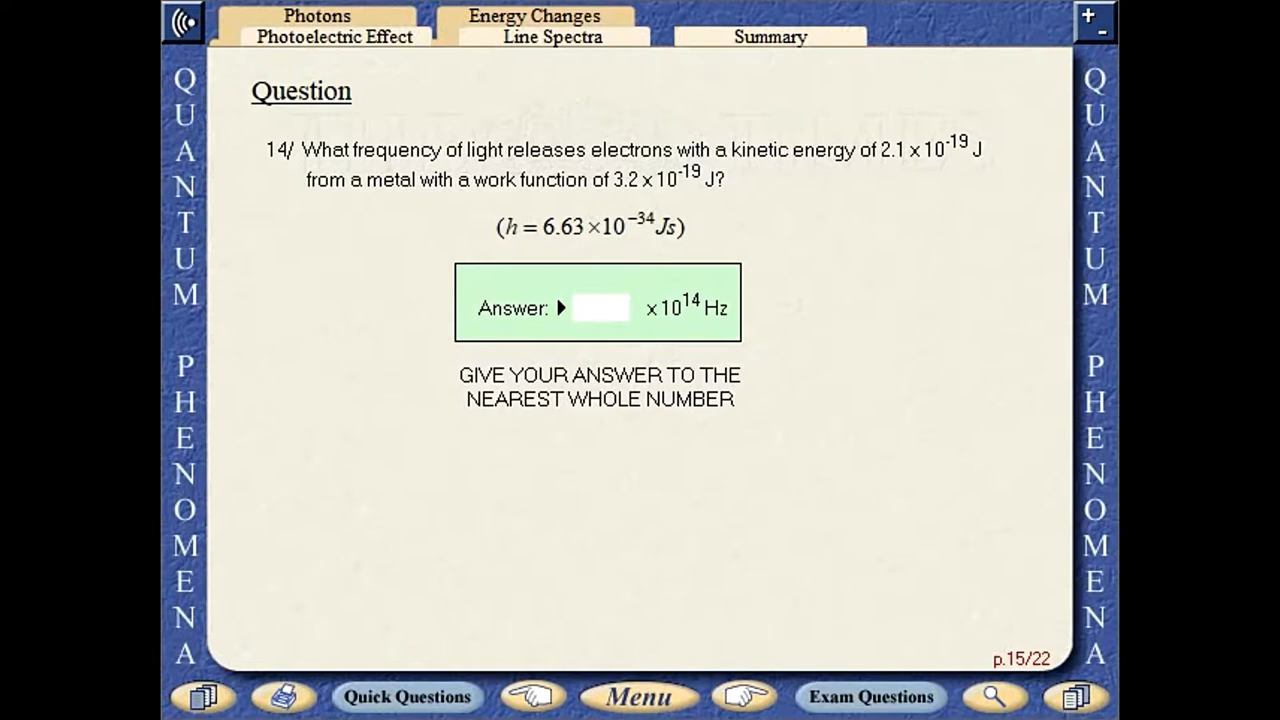 Photons
Energy Changes
Photoelectric Effect
Line Spectra
Summary
+
-
QUANTUM PHENOMENA
Question
14/ What frequency of light releases electrons with a kinetic energy of 2.1 x 10⁻¹⁹ J
from a metal with a work function of 3.2 x 10⁻¹⁹ J?
(h = 6.63 ×10⁻³⁴ Js)
Answer: x 10¹⁴ Hz
GIVE YOUR ANSWER TO THE
NEAREST WHOLE NUMBER
QUANTUM PHENOMENA
p.15/22
Quick Questions
Menu
Exam Questions